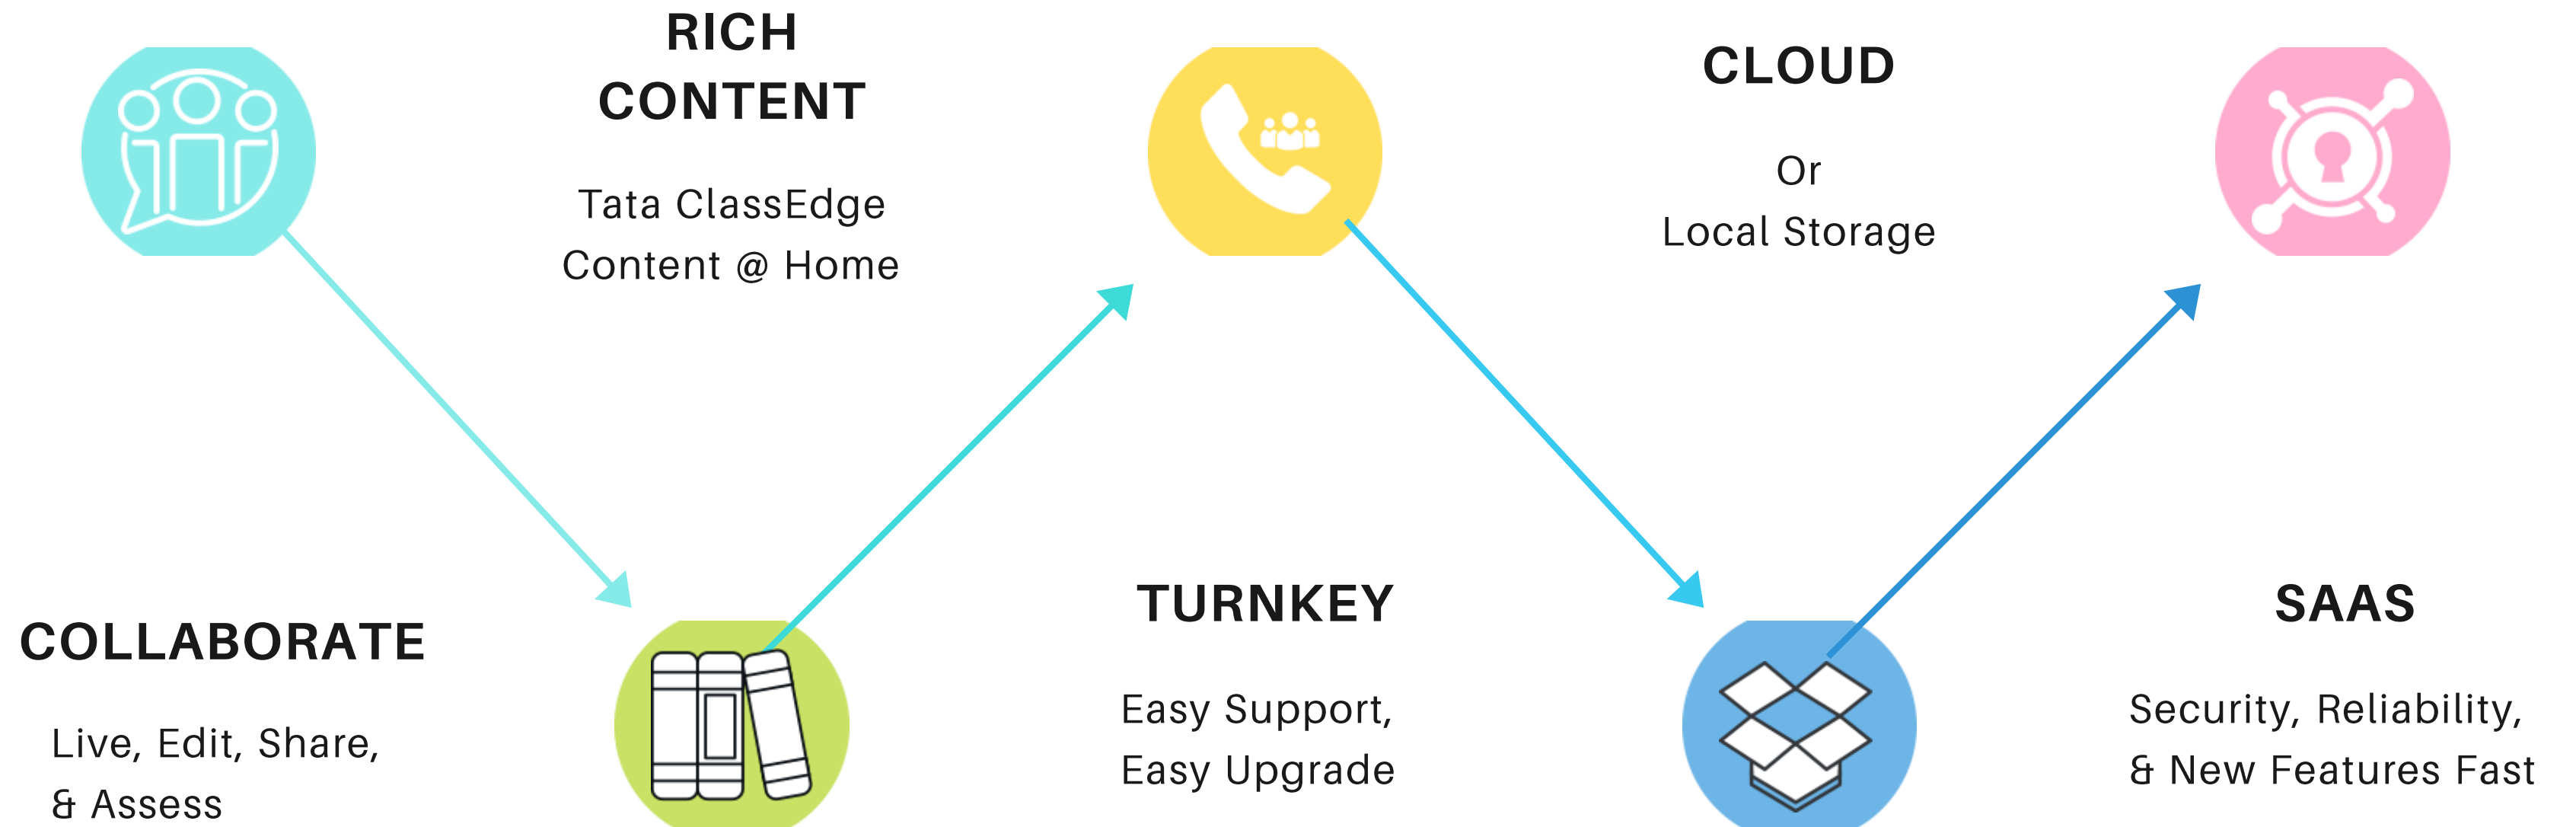 COLLABORATE
Live, Edit, Share,
& Assess
RICH
CONTENT
Tata ClassEdge
Content @ Home
TURNKEY
Easy Support,
Easy Upgrade
CLOUD
Or
Local Storage
SAAS
Security, Reliability,
& New Features Fast